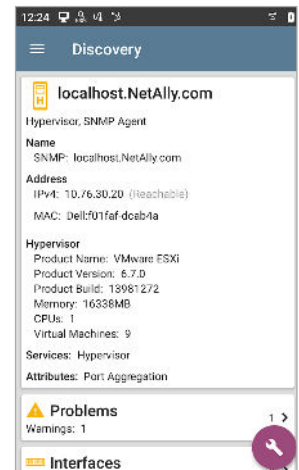 12:24
Discovery
H
localhost.NetAlly.com
Hypervisor, SNMP Agent
Name
SNMP: localhost.NetAlly.com
Address
IPv4: 10.76.30.20 (Reachable)
MAC: Dell:f01faf-dcab4a
Hypervisor
Product Name: VMware ESXi
Product Version: 6.7.0
Product Build: 13981272
Memory: 16338MB
CPUs: 1
Virtual Machines: 9
Services: Hypervisor
Attributes: Port Aggregation
Problems
Warnings: 1
1
Interfaces